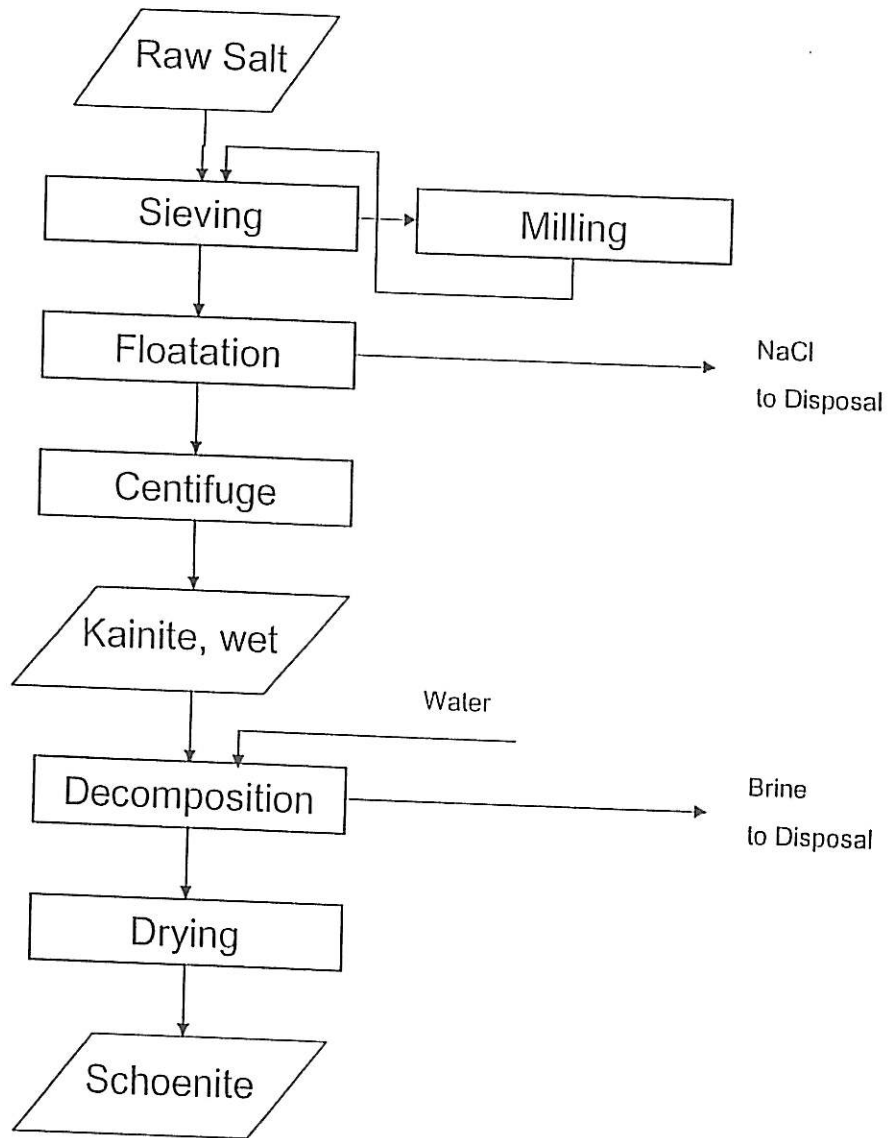 Raw Salt
Sieving
Milling
Floatation
NaCl
to Disposal
Centifuge
Kainite, wet
Water
Decomposition
Brine
to Disposal
Drying
Schoenite